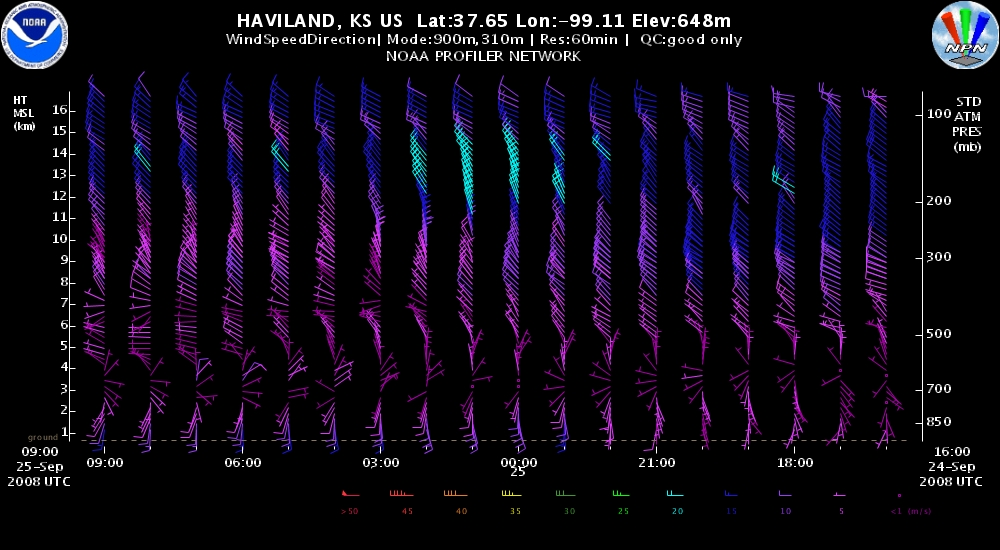 HAVILAND, KS US Lat:37.65 Lon:-99.11 Elev:648m
WindSpeedDirection| Mode:900m,310m | Res:60min | QC:good only
NOAA PROFILER NETWORK
NOAA
NPN
HT
MSL
(km)
STD
ATM
PRES
(mb)
16
15
14
13
12
11
10
9
8
7
6
5
4
3
2
1
ground
100
200
300
500
700
850
09:00
25-Sep
2008 UTC
09:00 06:00 03:00 00:00 21:00 18:00
25
16:00
24-Sep
2008 UTC
>50 45 40 35 30 25 20 15 10 5 <1 (m/s)